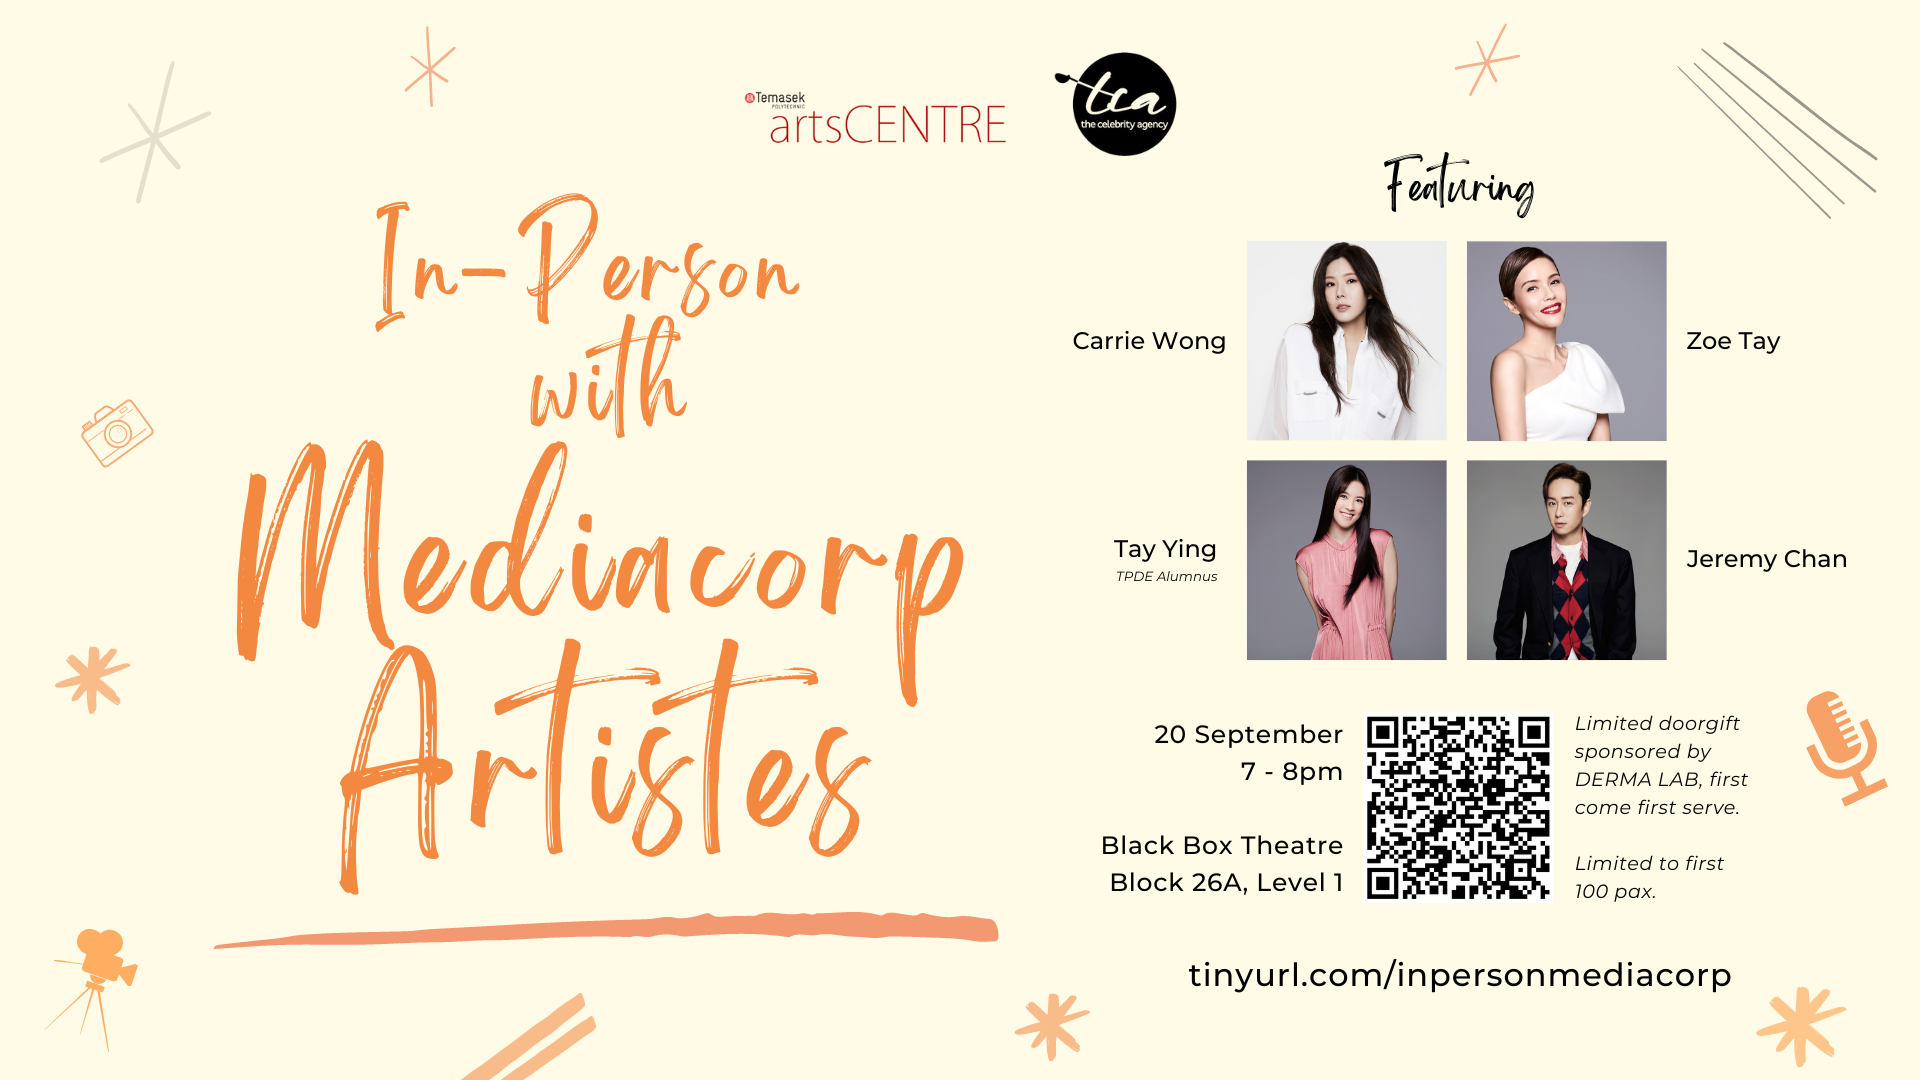 Temasek
POLYTECHNIC
artsCENTRE
tca
the celebrity agency
In-Person
with
Mediacorp
Artistes
Featuring
Carrie Wong
Zoe Tay
Tay Ying
TPDE Alumnus
Jeremy Chan
20 September
7 - 8pm
Black Box Theatre
Block 26A, Level 1
Limited doorgift
sponsored by
DERMA LAB, first
come first serve.
Limited to first
100 pax.
tinyurl.com/inpersonmediacorp